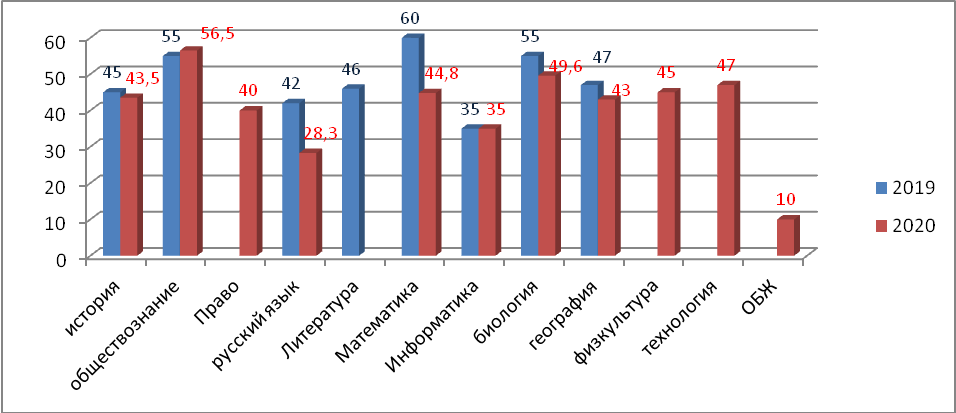 60
50
40
30
20
10
0
45
43,5
55
56,5
40
42
28,3
46
60
44,8
35
35
55
49,6
47
43
45
47
10
история
обществознание
Право
русский язык
Литература
Математика
Информатика
биология
география
физкультура
технология
ОБЖ
2019
2020